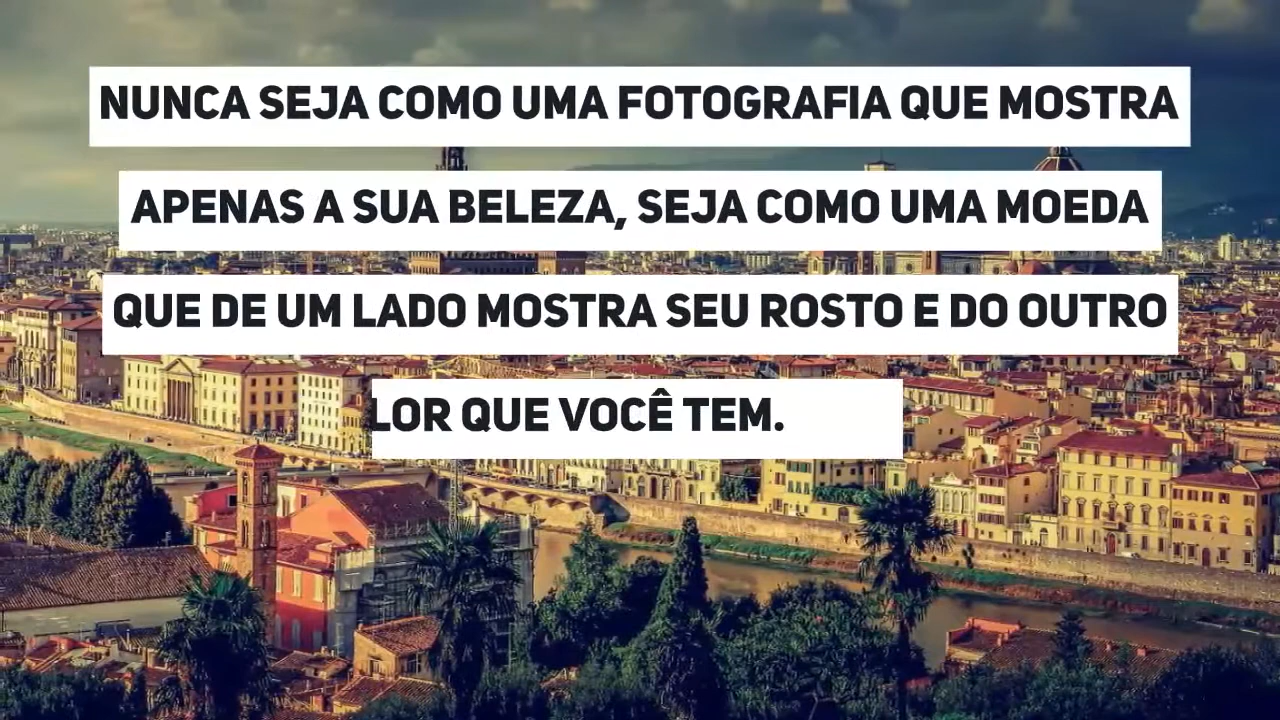 NUNCA SEJA COMO UMA FOTOGRAFIA QUE MOSTRA
APENAS A SUA BELEZA, SEJA COMO UMA MOEDA
QUE DE UM LADO MOSTRA SEU ROSTO E DO OUTRO
LOR QUE VOCÊ TEM.